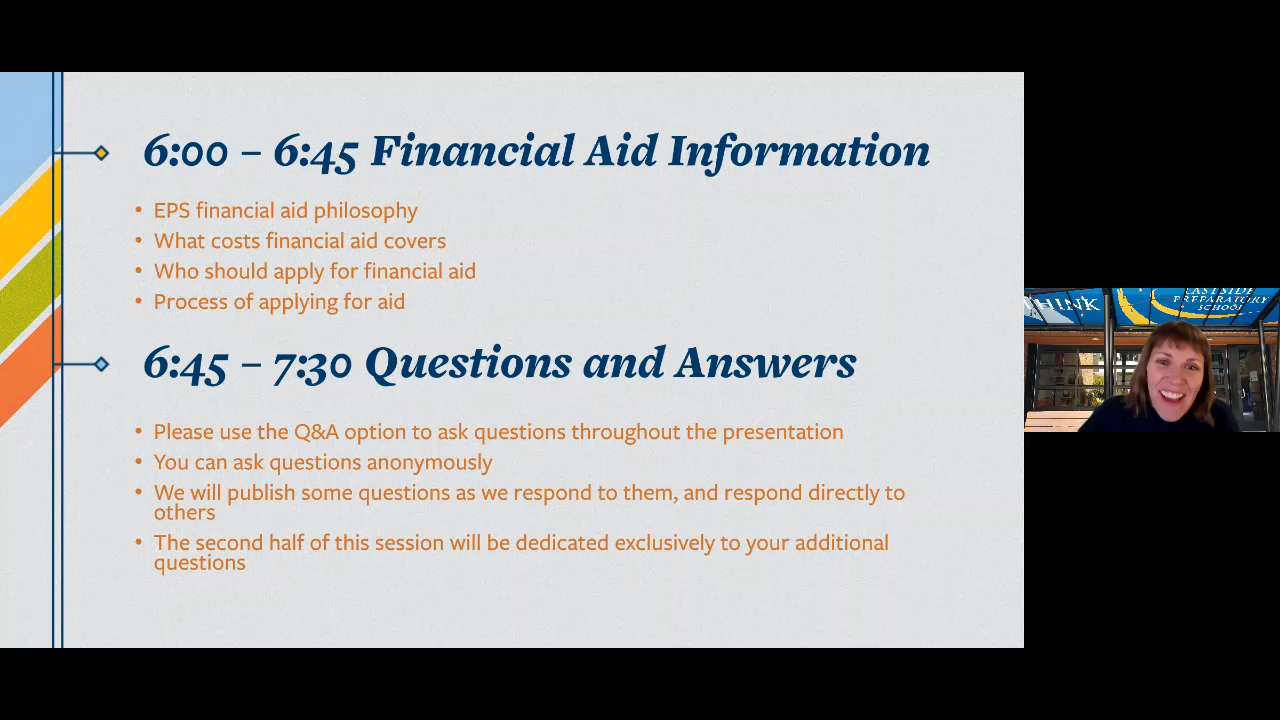 6:00 – 6:45 Financial Aid Information
• EPS financial aid philosophy
• What costs financial aid covers
• Who should apply for financial aid
• Process of applying for aid
6:45 – 7:30 Questions and Answers
• Please use the Q&A option to ask questions throughout the presentation
• You can ask questions anonymously
• We will publish some questions as we respond to them, and respond directly to
others
• The second half of this session will be dedicated exclusively to your additional
questions
THINK
EASTSIDE
PREPARATORY
SCHOOL